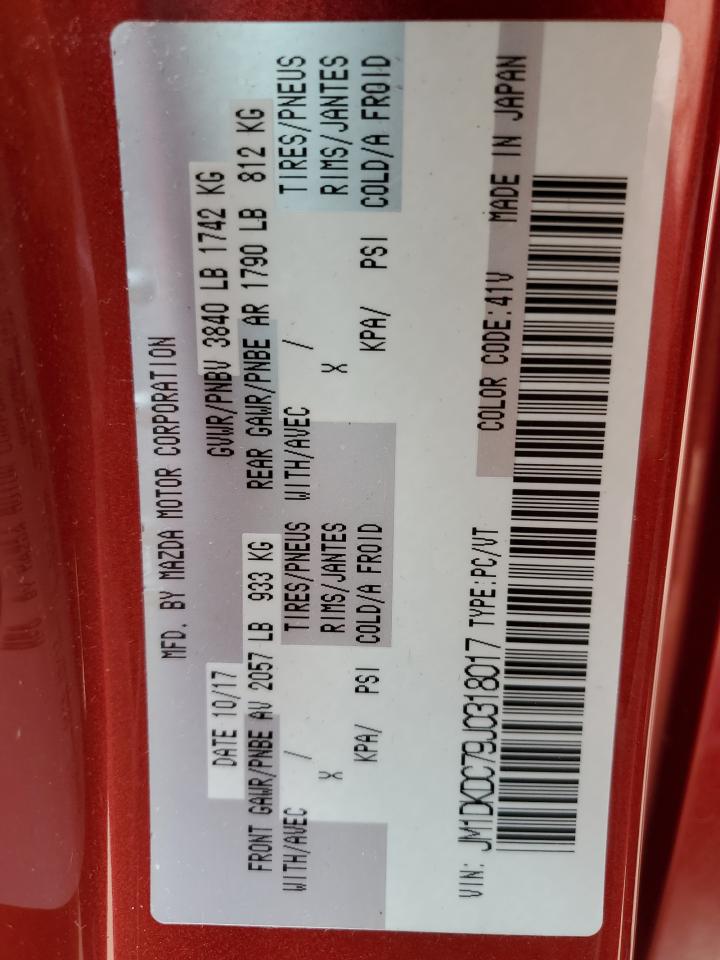 MFD. BY MAZDA MOTOR CORPORATION
DATE 10/17 GVWR/PNBV 3840 LB 1742 KG
FRONT GAWR/PNBE AV 2057 LB 933 KG REAR GAWR/PNBE AR 1790 LB 812 KG
WITH/AVEC / TIRES/PNEUS WITH/AVEC / TIRES/PNEUS
X RIMS/JANTES X RIMS/JANTES
KPA/ PSI COLD/A FROID KPA/ PSI COLD/A FROID
VIN: JM1DKDC79J0318017 TYPE:PC/VT COLOR CODE:41V MADE IN JAPAN